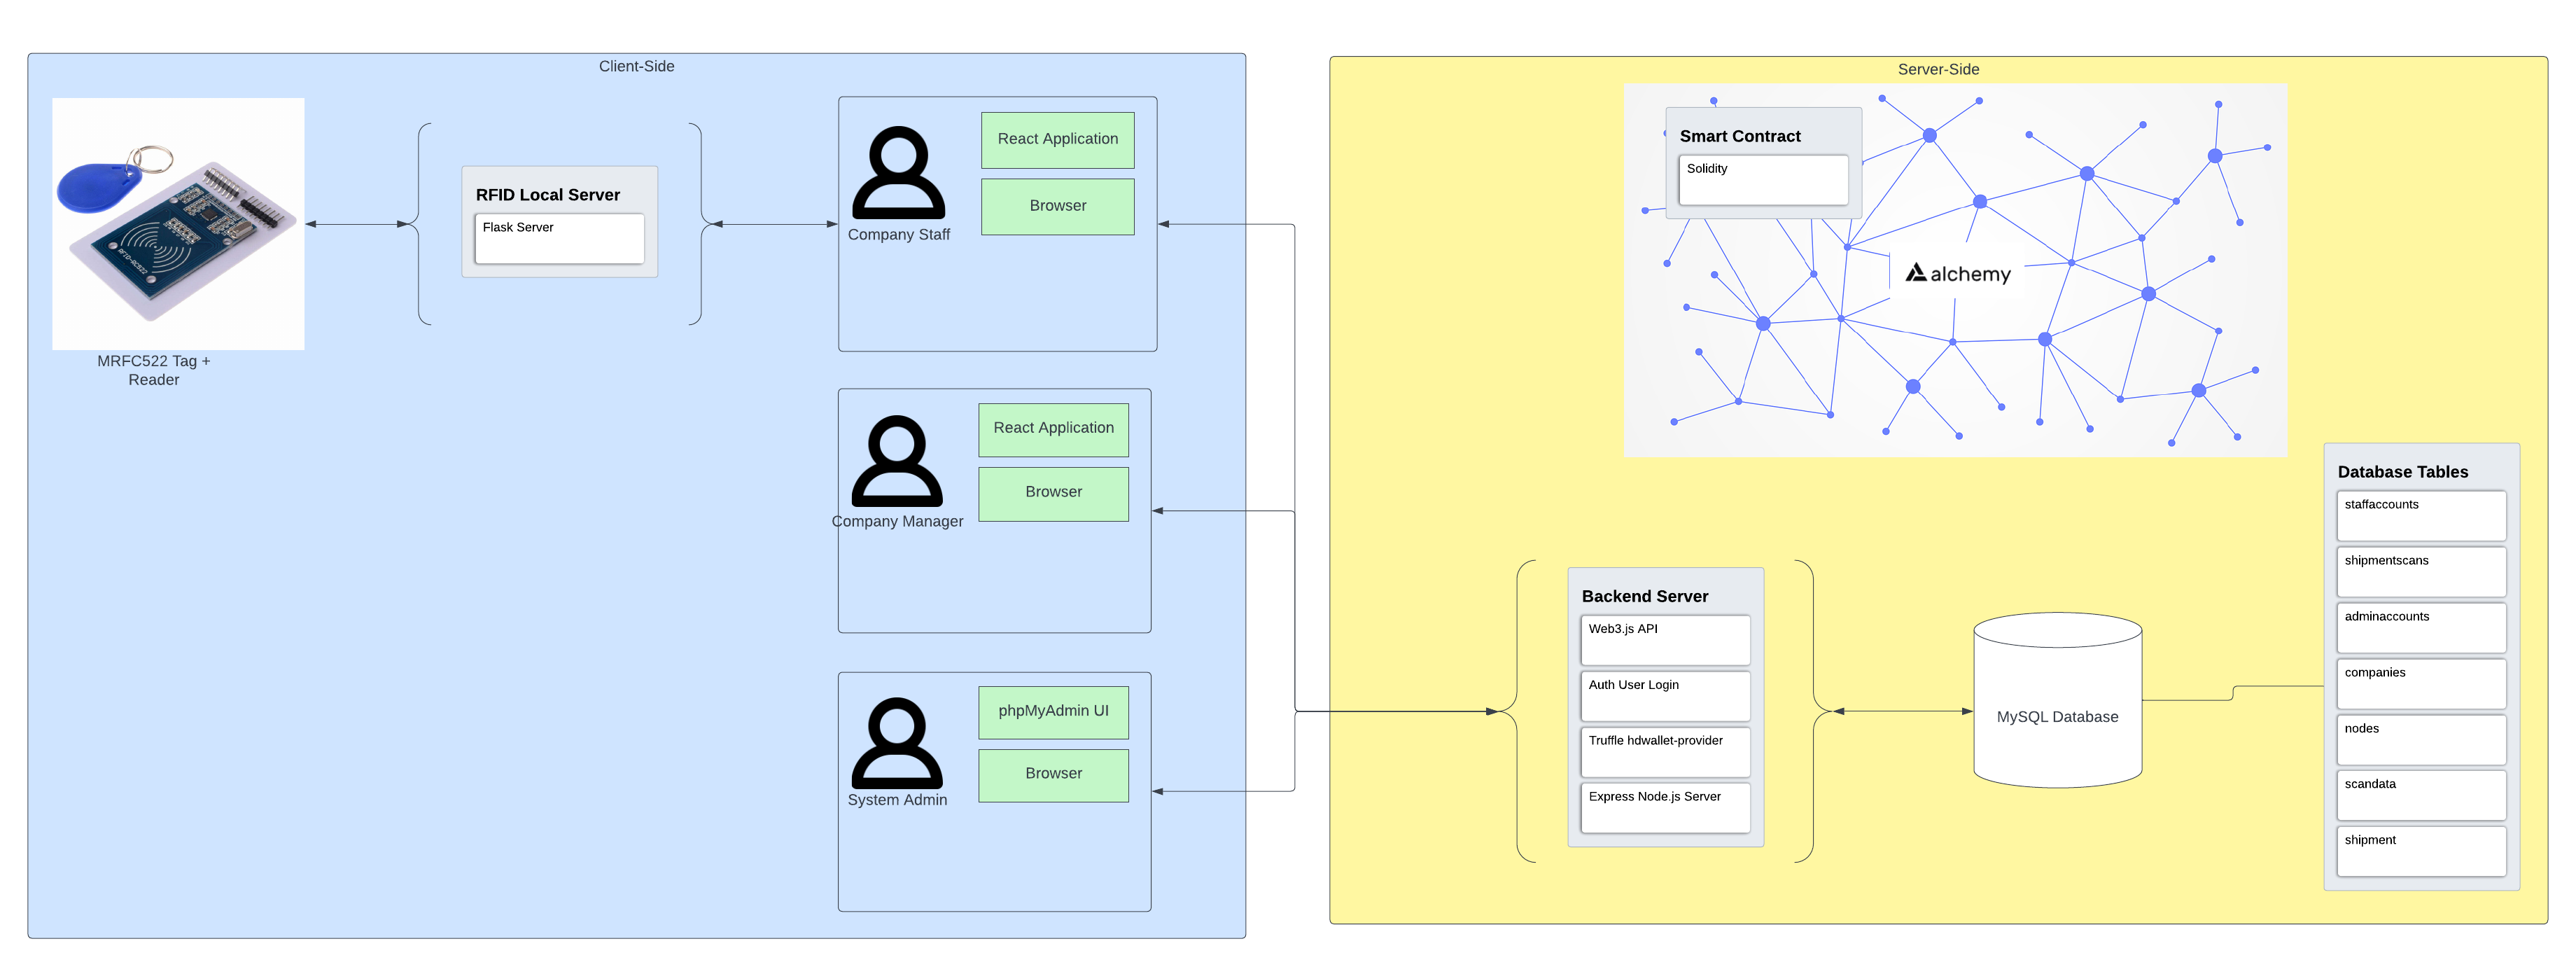 Client-Side
RFID-RC522
MRFC522 Tag +
Reader
RFID Local Server
Flask Server
Company Staff
React Application
Browser
Company Manager
React Application
Browser
System Admin
phpMyAdmin UI
Browser
Server-Side
Smart Contract
Solidity
alchemy
Backend Server
Web3.js API
Auth User Login
Truffle hdwallet-provider
Express Node.js Server
MySQL Database
Database Tables
staffaccounts
shipmentscans
adminaccounts
companies
nodes
scandata
shipment